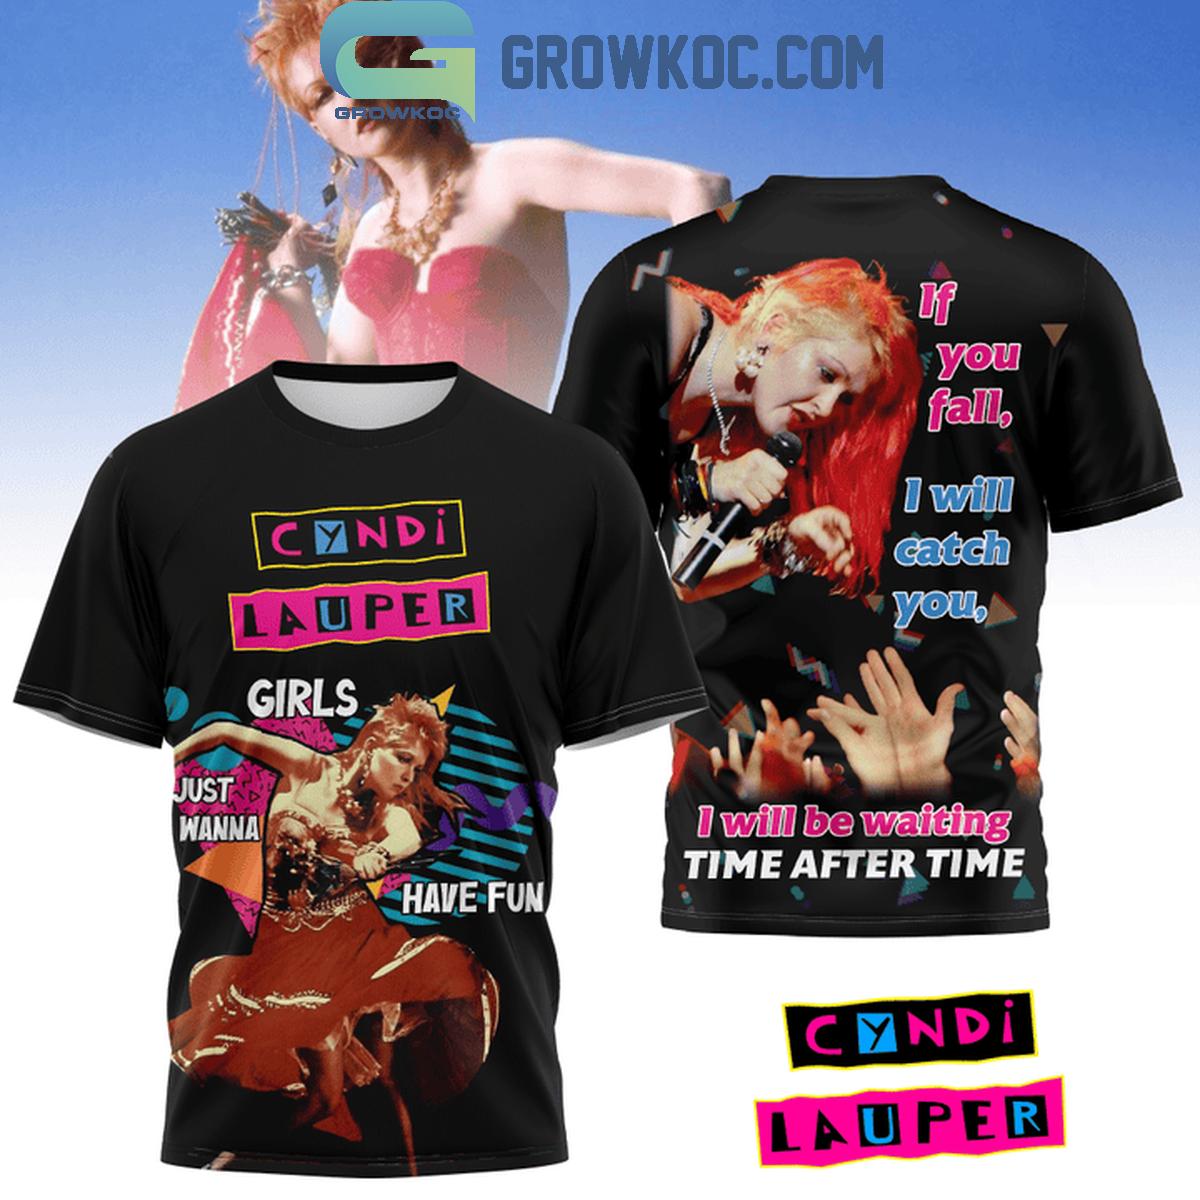 GROWKOC.COM
GROWKOC
CYNDi
LAUPER
GIRLS
JUST
WANNA
HAVE FUN
If
you
fall,
I will
catch
you,
I will be waiting
TIME AFTER TIME
CYNDi
LAUPER